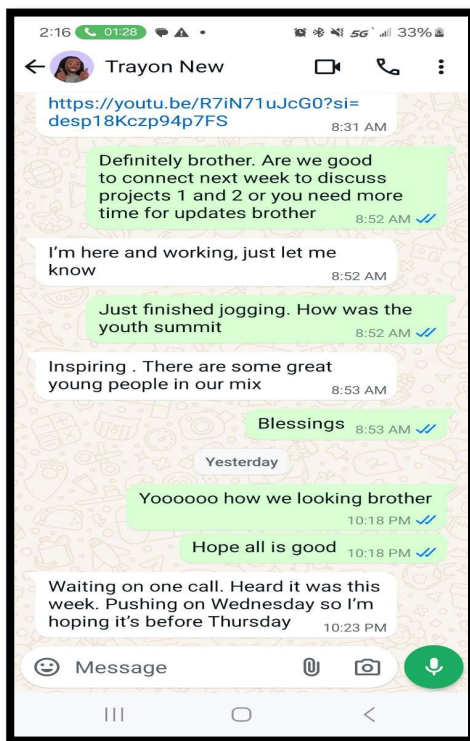 2:16 01:28 5G 33%
Trayon New
https://youtu.be/R7iN71uJcG0?si=
desp18Kczp94p7FS
8:31 AM
Definitely brother. Are we good
to connect next week to discuss
projects 1 and 2 or you need more
time for updates brother
8:52 AM
I'm here and working, just let me
know
8:52 AM
Just finished jogging. How was the
youth summit
8:52 AM
Inspiring . There are some great
young people in our mix
8:53 AM
Blessings 8:53 AM
Yesterday
Yoooooo how we looking brother
10:18 PM
Hope all is good 10:18 PM
Waiting on one call. Heard it was this
week. Pushing on Wednesday so I'm
hoping it's before Thursday
10:23 PM
Message